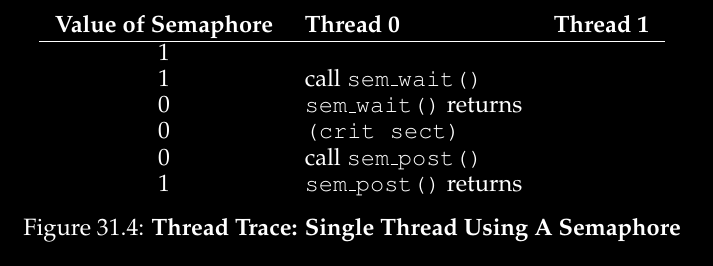 Value of Semaphore Thread 0 Thread 1
1
1 call sem_wait()
0 sem_wait() returns
0 (crit sect)
0 call sem_post()
1 sem_post() returns
Figure 31.4: Thread Trace: Single Thread Using A Semaphore